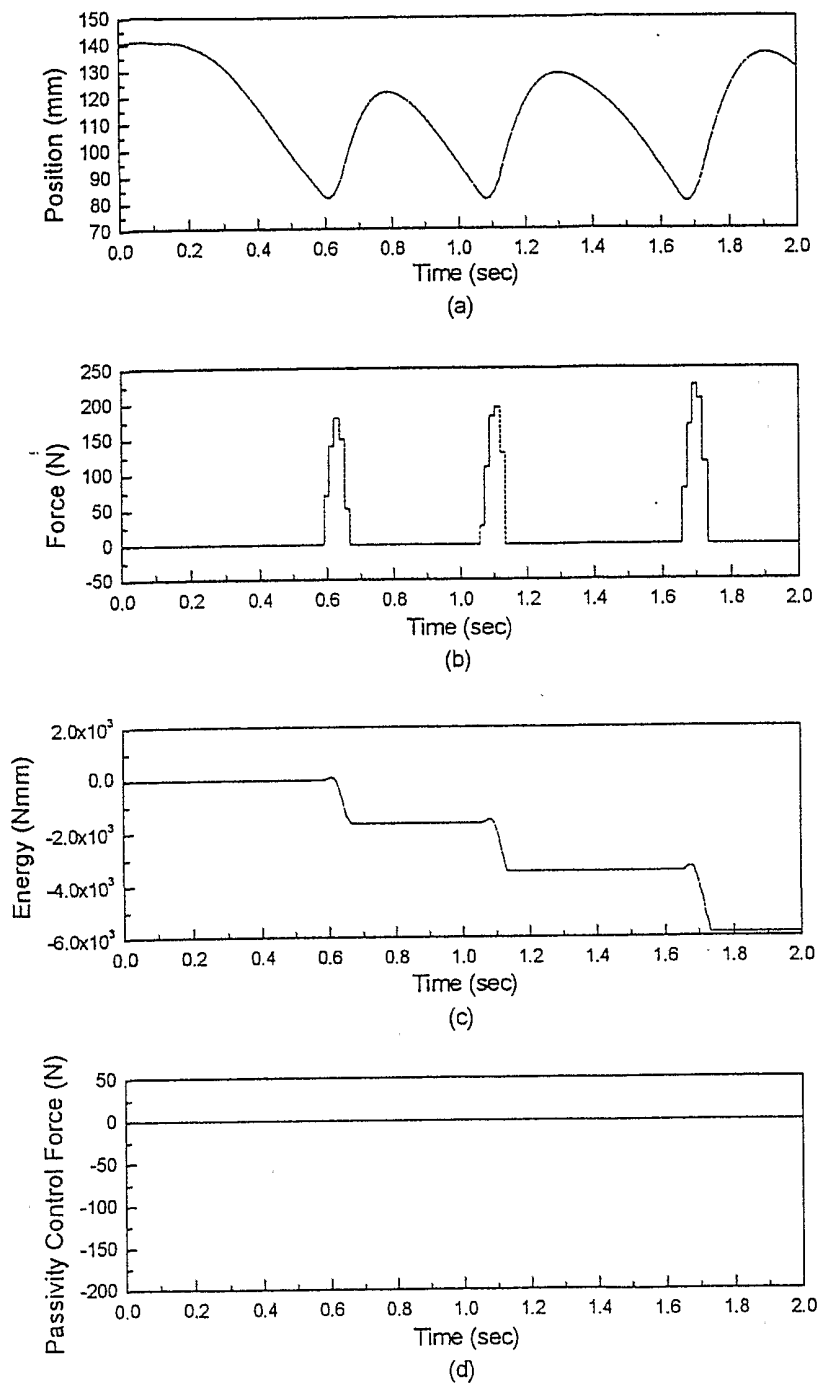 150
140
130
120
110
100
90
80
70
Position (mm)
0.0 0.2 0.4 0.6 0.8 1.0 1.2 1.4 1.6 1.8 2.0
Time (sec)
(a)
250
200
150
100
50
0
-50
Force (N)
0.0 0.2 0.4 0.6 0.8 1.0 1.2 1.4 1.6 1.8 2.0
Time (sec)
(b)
2.0x10³
0.0
-2.0x10³
-4.0x10³
-6.0x10³
Energy (Nmm)
0.0 0.2 0.4 0.6 0.8 1.0 1.2 1.4 1.6 1.8 2.0
Time (sec)
(c)
50
0
-50
-100
-150
-200
Passivity Control Force (N)
0.0 0.2 0.4 0.6 0.8 1.0 1.2 1.4 1.6 1.8 2.0
Time (sec)
(d)